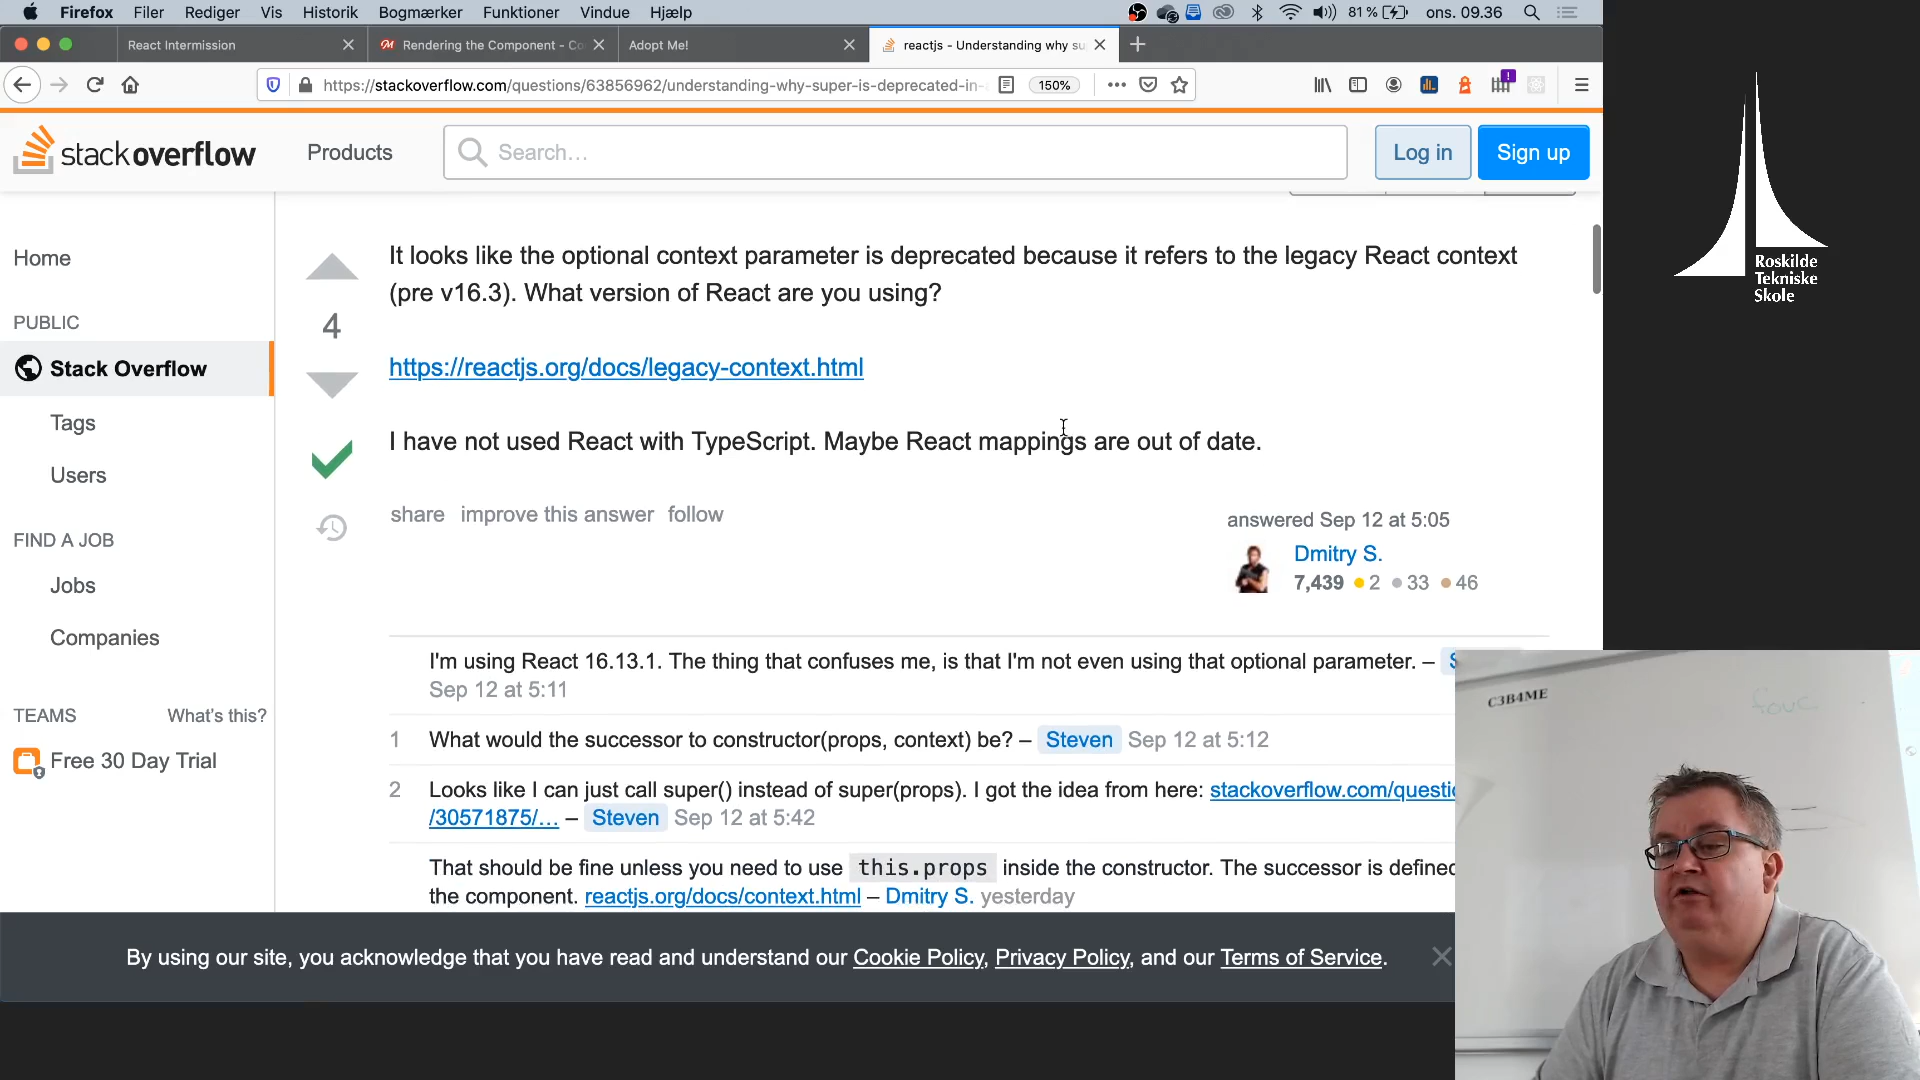 Firefox Filer Rediger Vis Historik Bogmærker Funktioner Vindue Hjælp 81 % ons. 09.36
React Intermission Rendering the Component - Co Adopt Me! reactjs - Understanding why su
https://stackoverflow.com/questions/63856962/understanding-why-super-is-deprecated-in- 150%
stackoverflow Products Search... Log in Sign up
Home
PUBLIC
Stack Overflow
Tags
Users
FIND A JOB
Jobs
Companies
TEAMS What's this?
Free 30 Day Trial
It looks like the optional context parameter is deprecated because it refers to the legacy React context
(pre v16.3). What version of React are you using?
4
https://reactjs.org/docs/legacy-context.html
I have not used React with TypeScript. Maybe React mappings are out of date.
share improve this answer follow
answered Sep 12 at 5:05
Dmitry S.
7,439 2 33 46
I'm using React 16.13.1. The thing that confuses me, is that I'm not even using that optional parameter. –
Sep 12 at 5:11
1 What would the successor to constructor(props, context) be? – Steven Sep 12 at 5:12
2 Looks like I can just call super() instead of super(props). I got the idea from here: stackoverflow.com/questio
/30571875/… – Steven Sep 12 at 5:42
That should be fine unless you need to use this.props inside the constructor. The successor is defined
the component. reactjs.org/docs/context.html – Dmitry S. yesterday
By using our site, you acknowledge that you have read and understand our Cookie Policy, Privacy Policy, and our Terms of Service.
Roskilde
Tekniske
Skole
C3B4ME
fouc